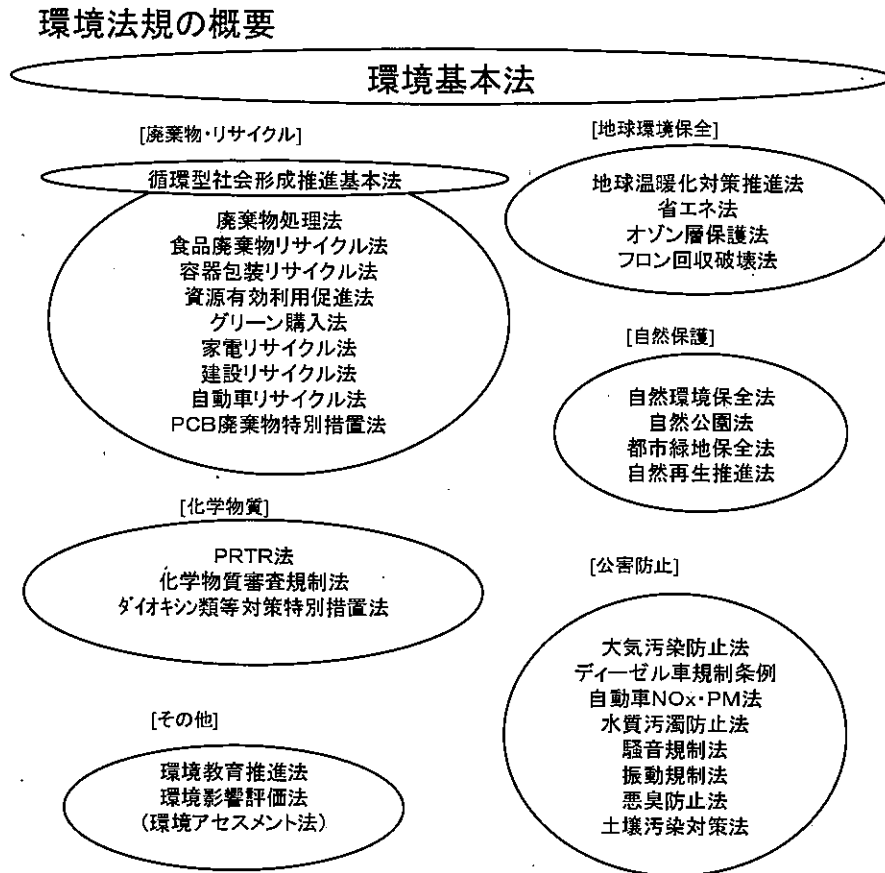 環境法規の概要
環境基本法
[廃棄物・リサイクル]
循環型社会形成推進基本法
廃棄物処理法
食品廃棄物リサイクル法
容器包装リサイクル法
資源有効利用促進法
グリーン購入法
家電リサイクル法
建設リサイクル法
自動車リサイクル法
PCB廃棄物特別措置法
[地球環境保全]
地球温暖化対策推進法
省エネ法
オゾン層保護法
フロン回収破壊法
[自然保護]
自然環境保全法
自然公園法
都市緑地保全法
自然再生推進法
[化学物質]
PRTR法
化学物質審査規制法
ダイオキシン類等対策特別措置法
[公害防止]
大気汚染防止法
ディーゼル車規制条例
自動車NOx・PM法
水質汚濁防止法
騒音規制法
振動規制法
悪臭防止法
土壌汚染対策法
[その他]
環境教育推進法
環境影響評価法
(環境アセスメント法)